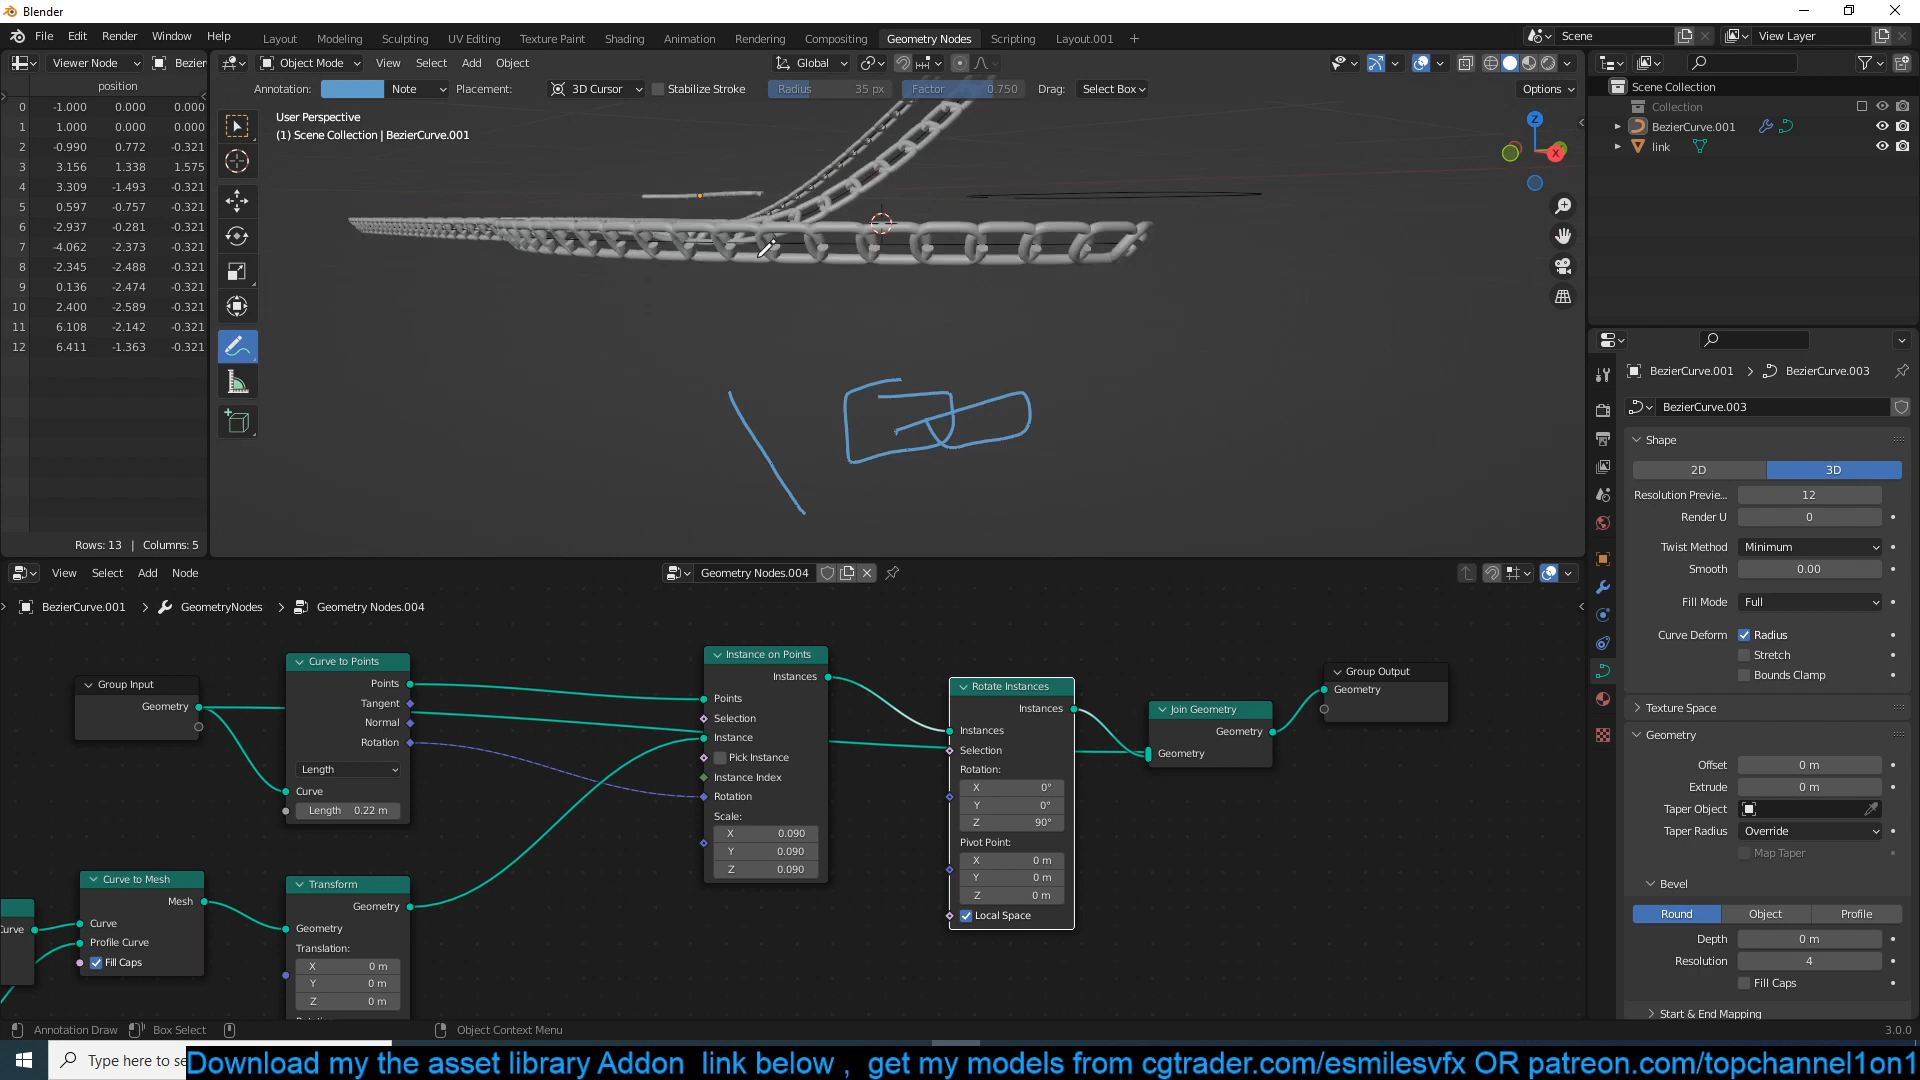 Blender
File Edit Render Window Help
Layout Modeling Sculpting UV Editing Texture Paint Shading Animation Rendering Compositing Geometry Nodes Scripting Layout.001 +
Scene View Layer
Viewer Node Bezier
Object Mode View Select Add Object Global
Annotation: Note Placement: 3D Cursor Stabilize Stroke Radius 35 px Factor 0.750 Drag: Select Box Options
position
0 -1.000 0.000 0.000
1 1.000 0.000 0.000
2 -0.990 0.772 -0.321
3 3.156 1.338 1.575
4 3.309 -1.493 -0.321
5 0.597 -0.757 -0.321
6 -2.937 -0.281 -0.321
7 -4.062 -2.373 -0.321
8 -2.345 -2.488 -0.321
9 0.136 -2.474 -0.321
10 2.400 -2.589 -0.321
11 6.108 -2.142 -0.321
12 6.411 -1.363 -0.321
Rows: 13 | Columns: 5
User Perspective
(1) Scene Collection | BezierCurve.001
Z
X
Scene Collection
Collection
BezierCurve.001
link
BezierCurve.001 > BezierCurve.003
BezierCurve.003
Shape
2D 3D
Resolution Previe... 12
Render U 0
Twist Method Minimum
Smooth 0.00
Fill Mode Full
Curve Deform Radius
Stretch
Bounds Clamp
Texture Space
Geometry
Offset 0 m
Extrude 0 m
Taper Object
Taper Radius Override
Map Taper
Bevel
Round Object Profile
Depth 0 m
Resolution 4
Fill Caps
Start & End Mapping
View Select Add Node Geometry Nodes.004
BezierCurve.001 > GeometryNodes > Geometry Nodes.004
Group Input
Geometry
Curve to Points
Points
Tangent
Normal
Rotation
Length
Curve
Length 0.22 m
Curve to Mesh
Mesh
Curve
Profile Curve
Fill Caps
Transform
Geometry
Geometry
Translation:
X 0 m
Y 0 m
Z 0 m
Instance on Points
Instances
Points
Selection
Instance
Pick Instance
Instance Index
Rotation
Scale:
X 0.090
Y 0.090
Z 0.090
Rotate Instances
Instances
Instances
Selection
Rotation:
X 0°
Y 0°
Z 90°
Pivot Point:
X 0 m
Y 0 m
Z 0 m
Local Space
Join Geometry
Geometry
Geometry
Group Output
Geometry
Annotation Draw Box Select Object Context Menu 3.0.0
Type here to se
Download my the asset library Addon link below , get my models from cgtrader.com/esmilesvfx OR patreon.com/topchannel1on1